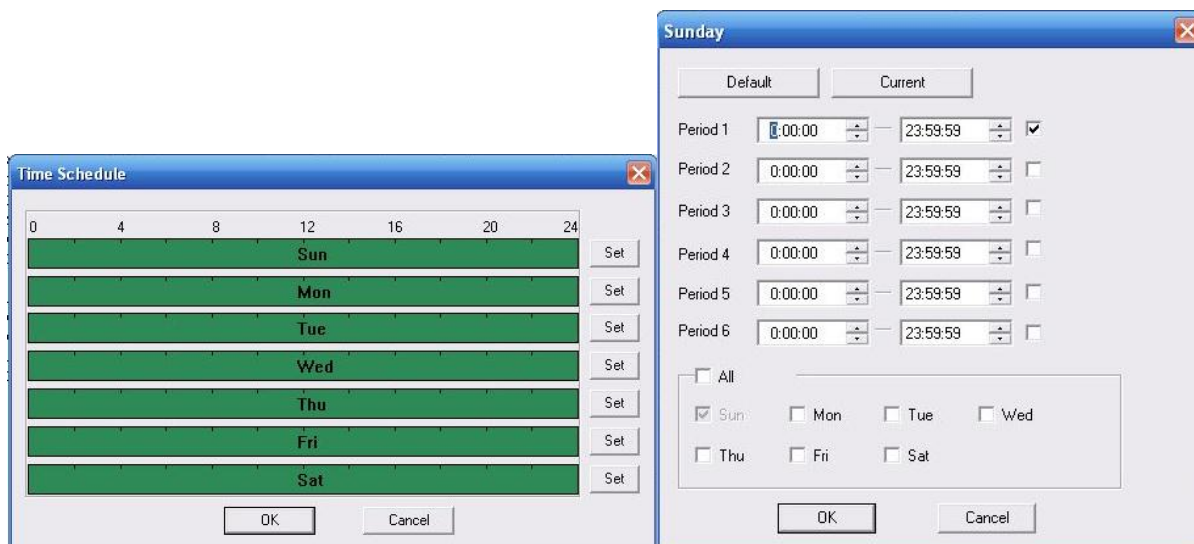 Time Schedule
0 4 8 12 16 20 24
Sun Set
Mon Set
Tue Set
Wed Set
Thu Set
Fri Set
Sat Set
OK Cancel
Sunday
Default Current
Period 1 0:00:00 — 23:59:59
Period 2 0:00:00 — 23:59:59
Period 3 0:00:00 — 23:59:59
Period 4 0:00:00 — 23:59:59
Period 5 0:00:00 — 23:59:59
Period 6 0:00:00 — 23:59:59
All
Sun Mon Tue Wed
Thu Fri Sat
OK Cancel